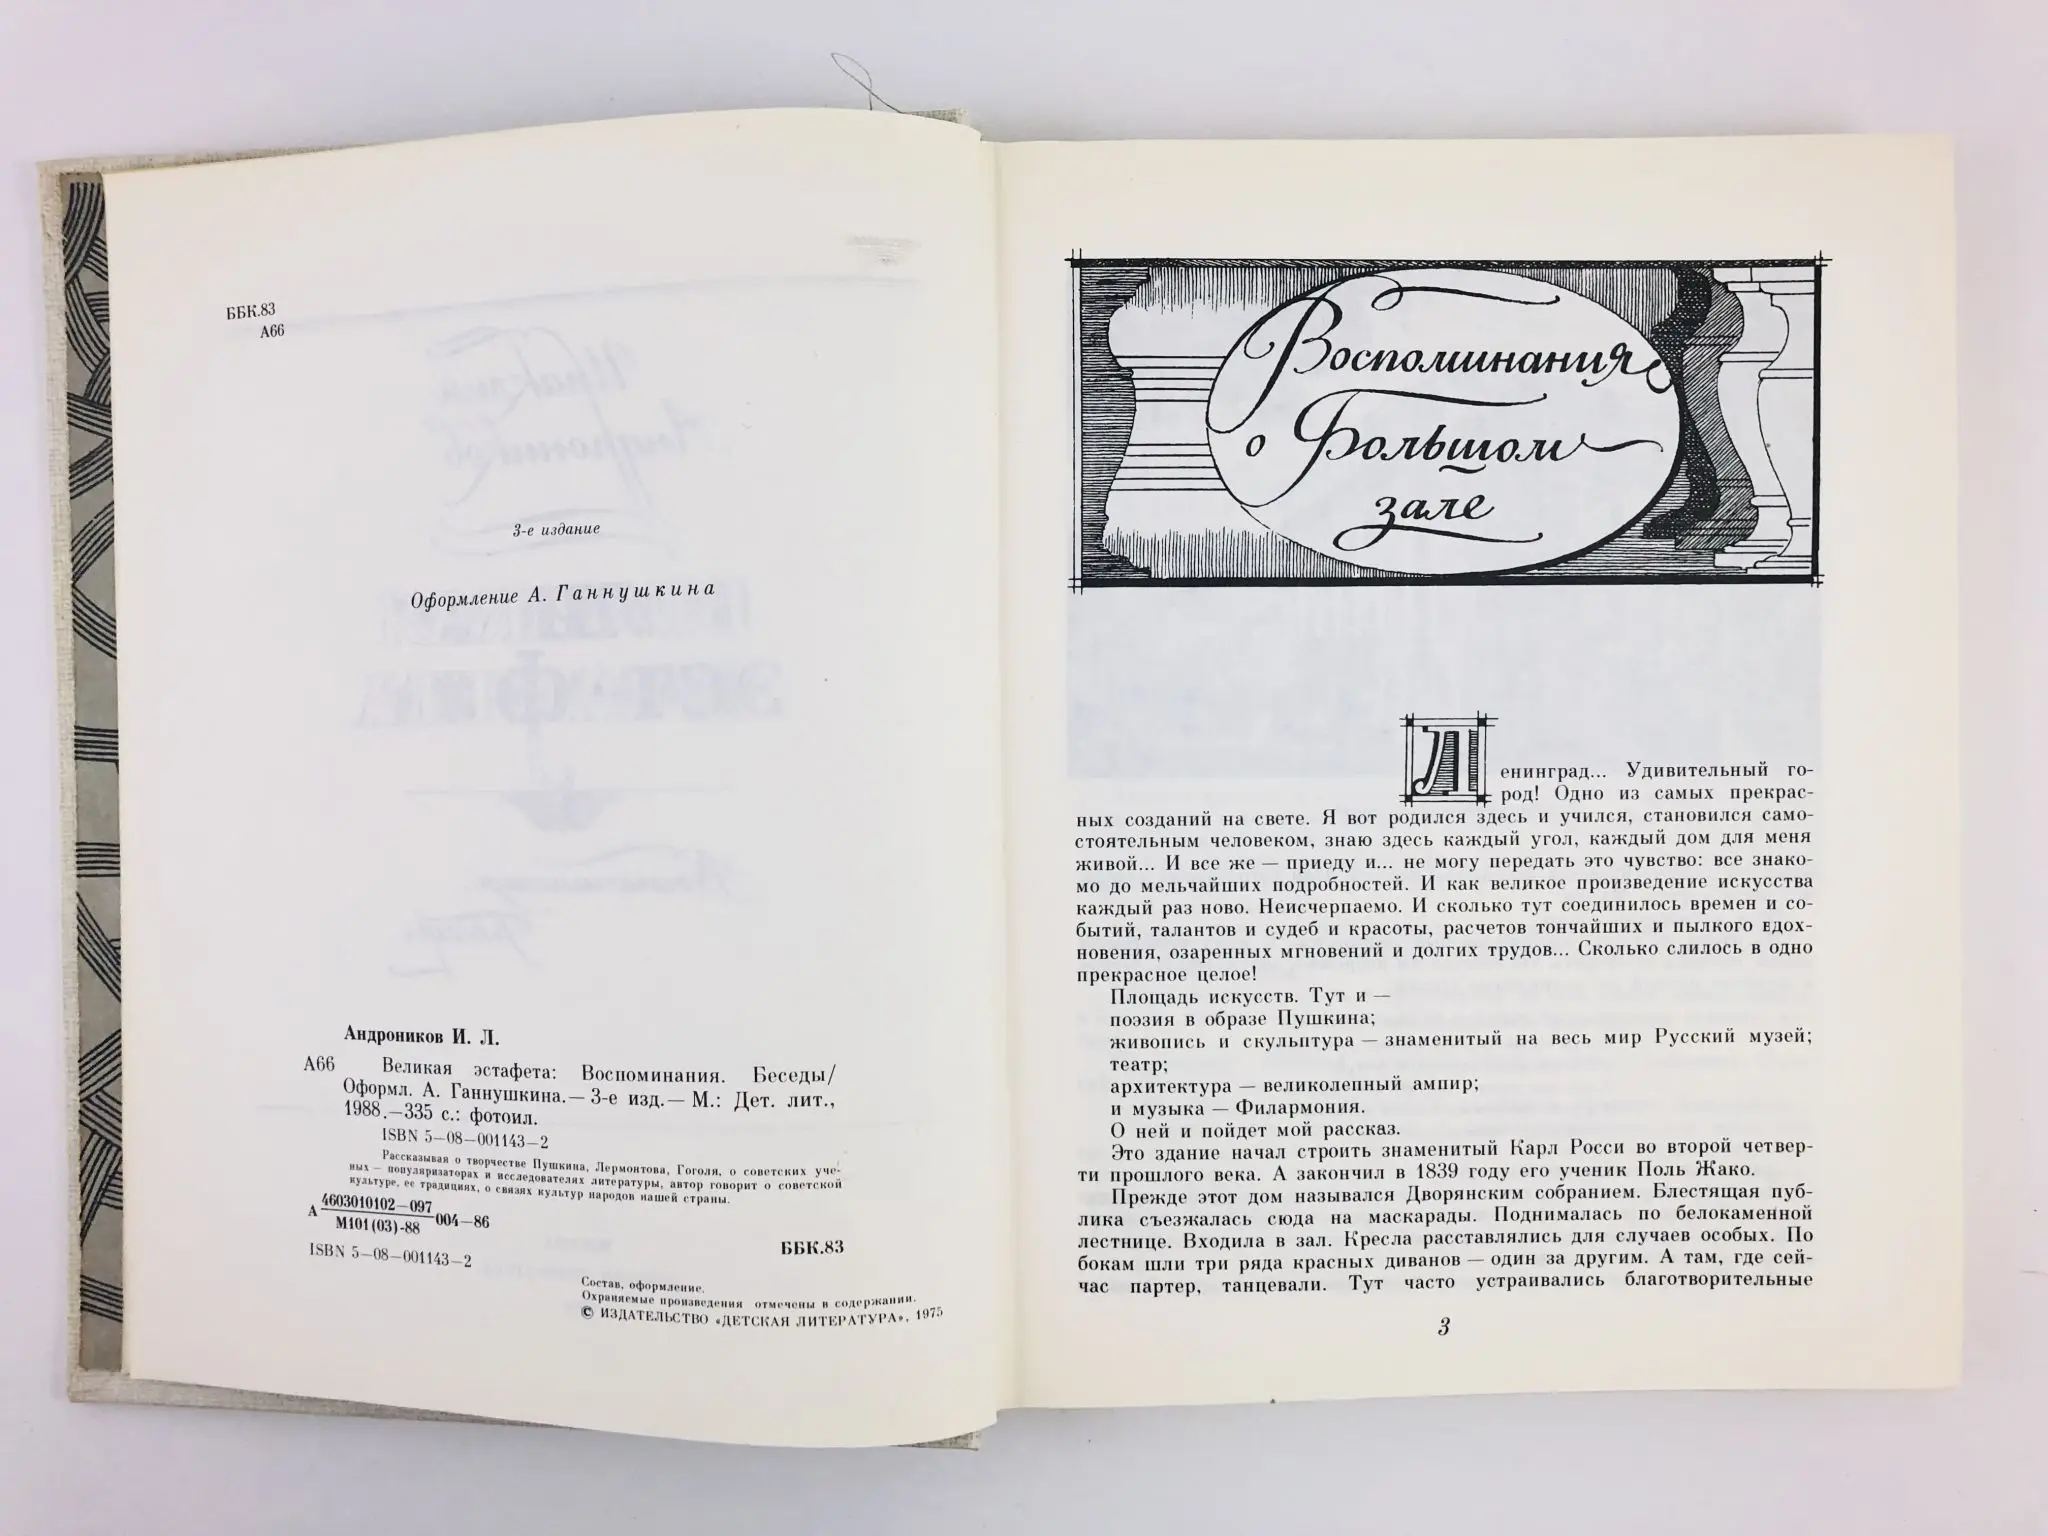 ББК.83
А66
3-е издание
Оформление А. Ганнушкина
Андроников И. Л.
А66 Великая эстафета: Воспоминания. Беседы/
Оформл. А. Ганнушкина.—3-е изд.—М.: Дет. лит.,
1988.—335 с.: фотоил.
ISBN 5—08—001143—2
Рассказывая о творчестве Пушкина, Лермонтова, Гоголя, о советских уче-
ных — популяризаторах и исследователях литературы, автор говорит о советской
культуре, ее традициях, о связях культур народов нашей страны.
4603010102—097
А 004—86
М101(03)-88
ББК.83
ISBN 5—08—001143—2
Состав, оформление.
Охраняемые произведения отмечены в содержании.
© ИЗДАТЕЛЬСТВО «ДЕТСКАЯ ЛИТЕРАТУРА», 1975
Воспоминания
о Большом
зале
Ленинград... Удивительный го-
род! Одно из самых прекрас-
ных созданий на свете. Я вот родился здесь и учился, становился само-
стоятельным человеком, знаю здесь каждый угол, каждый дом для меня
живой... И все же — приеду и... не могу передать это чувство: все знако-
мо до мельчайших подробностей. И как великое произведение искусства
каждый раз ново. Неисчерпаемо. И сколько тут соединилось времен и со-
бытий, талантов и судеб и красоты, расчетов тончайших и пылкого вдох-
новения, озаренных мгновений и долгих трудов... Сколько слилось в одно
прекрасное целое!
Площадь искусств. Тут и —
поэзия в образе Пушкина;
живопись и скульптура — знаменитый на весь мир Русский музей;
театр;
архитектура — великолепный ампир;
и музыка — Филармония.
О ней и пойдет мой рассказ.
Это здание начал строить знаменитый Карл Росси во второй четвер-
ти прошлого века. А закончил в 1839 году его ученик Поль Жако.
Прежде этот дом назывался Дворянским собранием. Блестящая пуб-
лика съезжалась сюда на маскарады. Поднималась по белокаменной
лестнице. Входила в зал. Кресла расставлялись для случаев особых. По
бокам шли три ряда красных диванов — один за другим. А там, где сей-
час партер, танцевали. Тут часто устраивались благотворительные
3